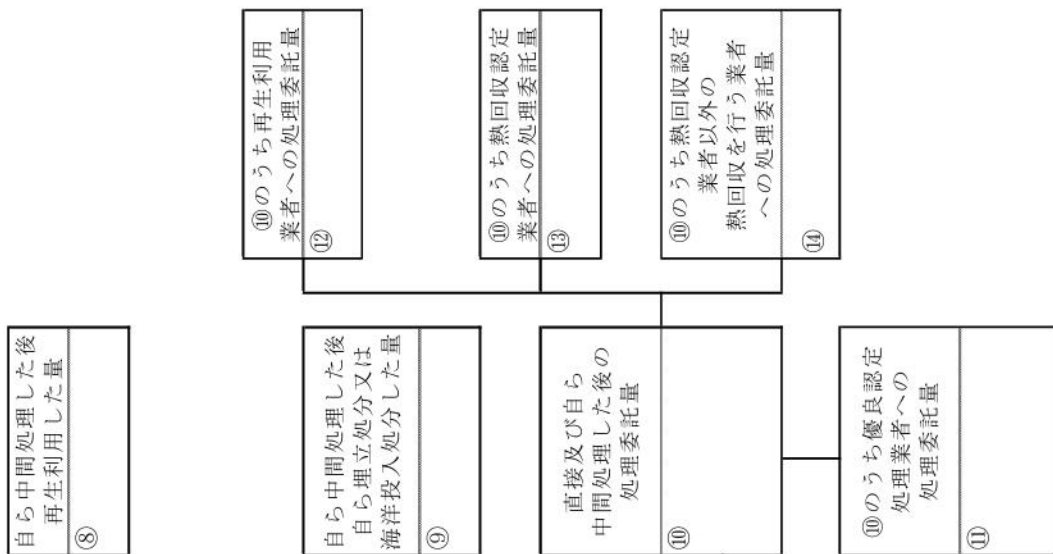 自ら中間処理した後
再生利用した量
⑧
自ら中間処理した後
自ら埋立処分又は
海洋投入処分した量
⑨
直接及び自ら
中間処理した後の
処理委託量
⑩
⑩のうち優良認定
処理業者への
処理委託量
⑪
⑩のうち再生利用
業者への処理委託量
⑫
⑩のうち熱回収認定
業者への処理委託量
⑬
⑩のうち熱回収認定
業者以外の
熱回収を行う業者
への処理委託量
⑭